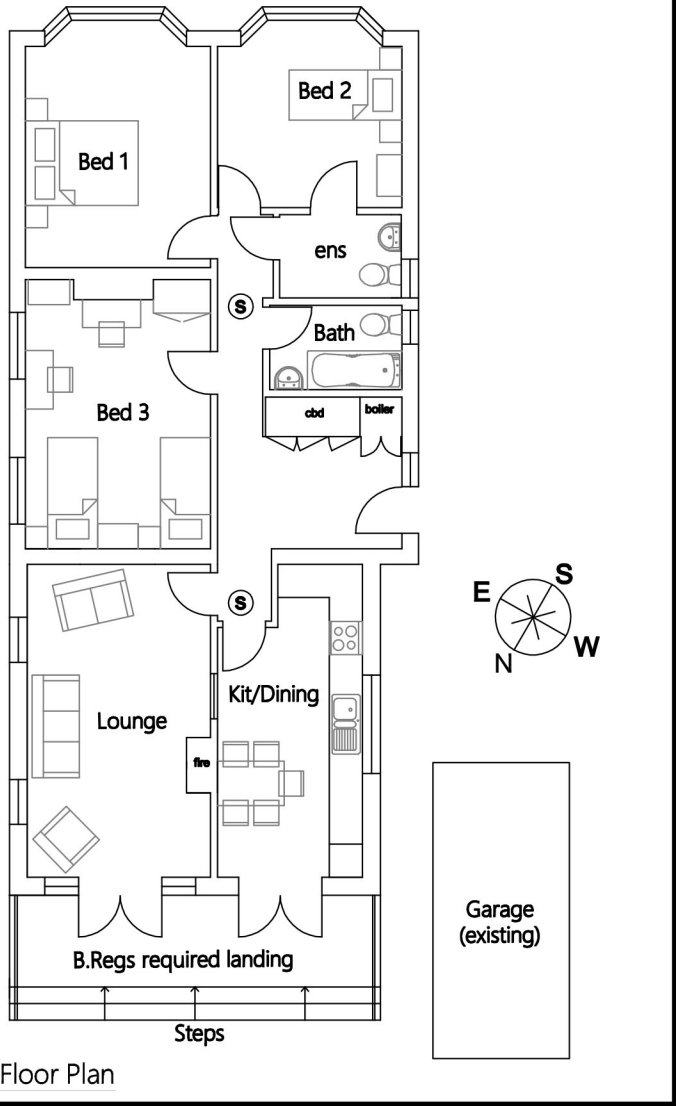 Bed 1
Bed 2
ens
S
Bath
Bed 3
cbd
boiler
S
E
S
N
W
Kit/Dining
Lounge
fire
Garage
(existing)
B.Regs required landing
Steps
Floor Plan